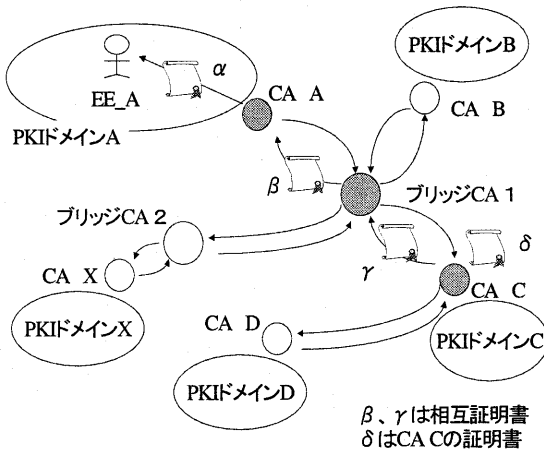 PKIドメインB
α
EE_A
CA A
CA B
PKIドメインA
β
ブリッジCA 1
ブリッジCA 2
δ
γ
CA X
CA C
CA D
PKIドメインX
PKIドメインC
PKIドメインD
β、γは相互証明書
δはCA Cの証明書